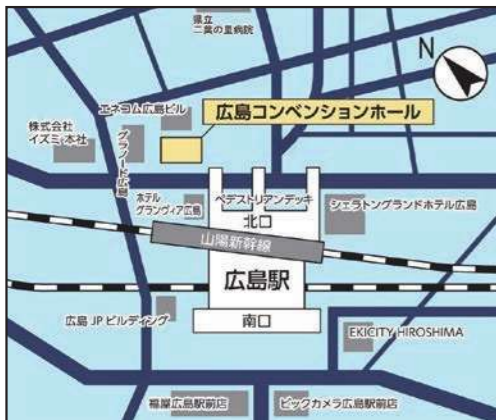 県立
二葉の里病院
N
エネコム広島ビル
広島コンベンションホール
株式会社
イズミ 本社
グラノード広島
ホテル
グランヴィア広島
ペデストリアンデッキ
シェラトングランドホテル広島
北口
山陽新幹線
広島駅
広島 JP ビルディング
南口
EKICITY HIROSHIMA
福屋広島駅前店
ビックカメラ広島駅前店